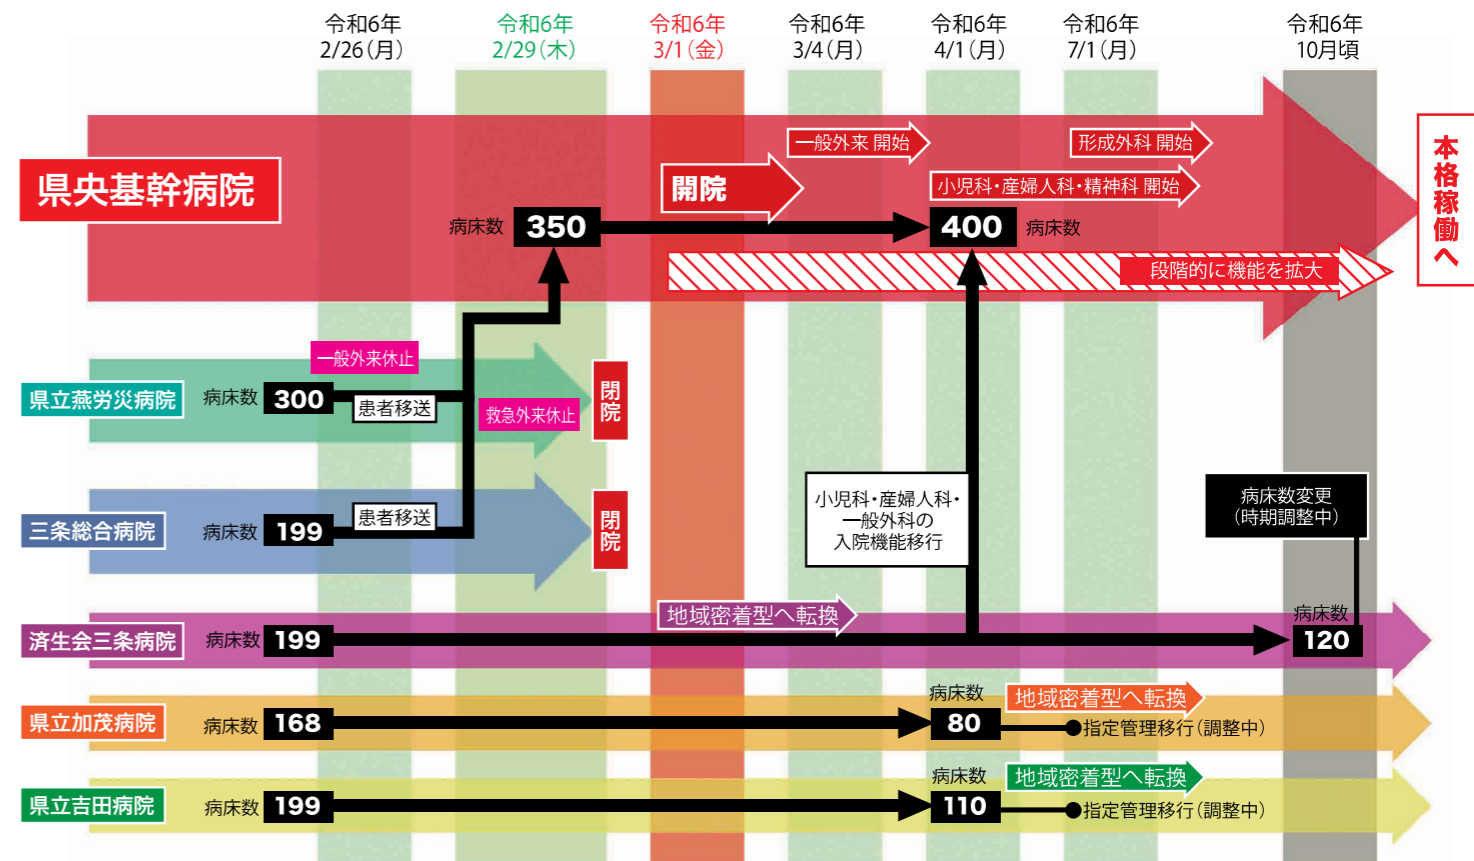 令和6年
2/26(月)
令和6年
2/29(木)
令和6年
3/1(金)
令和6年
3/4(月)
令和6年
4/1(月)
令和6年
7/1(月)
令和6年
10月頃
県央基幹病院
一般外来 開始
形成外科 開始
開院
小児科・産婦人科・精神科 開始
病床数 350
400 病床数
段階的に機能を拡大
本格稼働へ
県立燕労災病院
病床数 300
一般外来休止
患者移送
救急外来休止
閉院
三条総合病院
病床数 199
患者移送
閉院
小児科・産婦人科・
一般外科の
入院機能移行
病床数変更
(時期調整中)
済生会三条病院
病床数 199
地域密着型へ転換
病床数
120
県立加茂病院
病床数 168
病床数
80
地域密着型へ転換
指定管理移行(調整中)
県立吉田病院
病床数 199
病床数
110
地域密着型へ転換
指定管理移行(調整中)